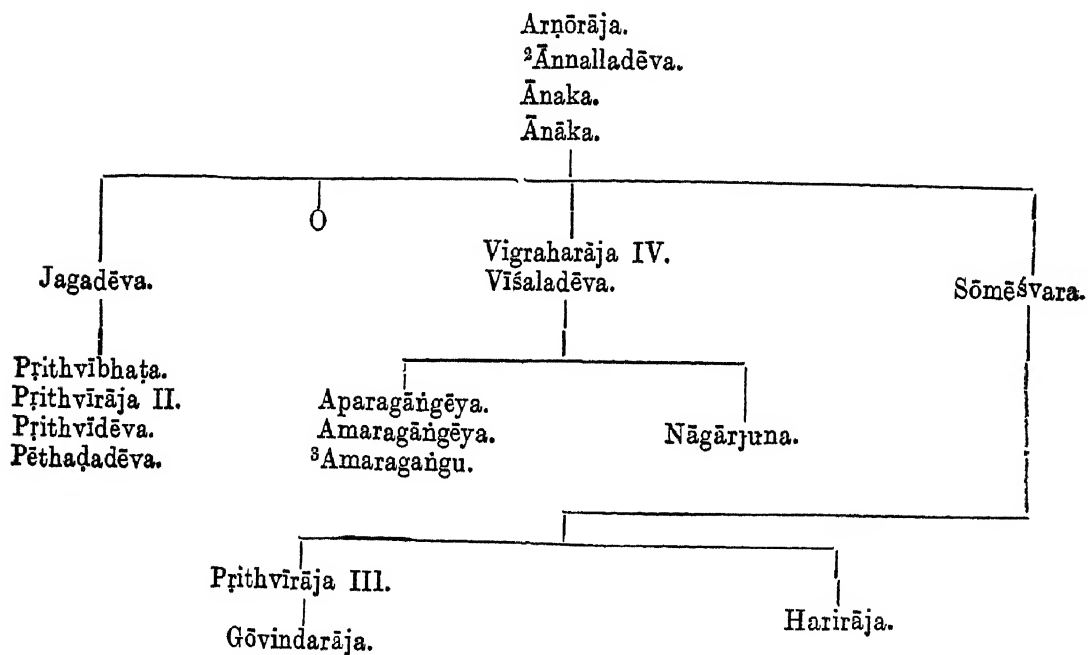 Arṇōrāja.
²Ānnalladēva.
Ānaka.
Ānāka.
O
Jagadēva.
Vigraharāja IV.
Vīśaladēva.
Sōmēśvara.
Pṛithvībhaṭa.
Pṛithvīrāja II.
Pṛithvīdēva.
Pēthaḍadēva.
Aparagāṅgēya.
Amaragāṅgēya.
³Amaragaṅgu.
Nāgārjuna.
Pṛithvīrāja III.
Gōvindarāja.
Harirāja.